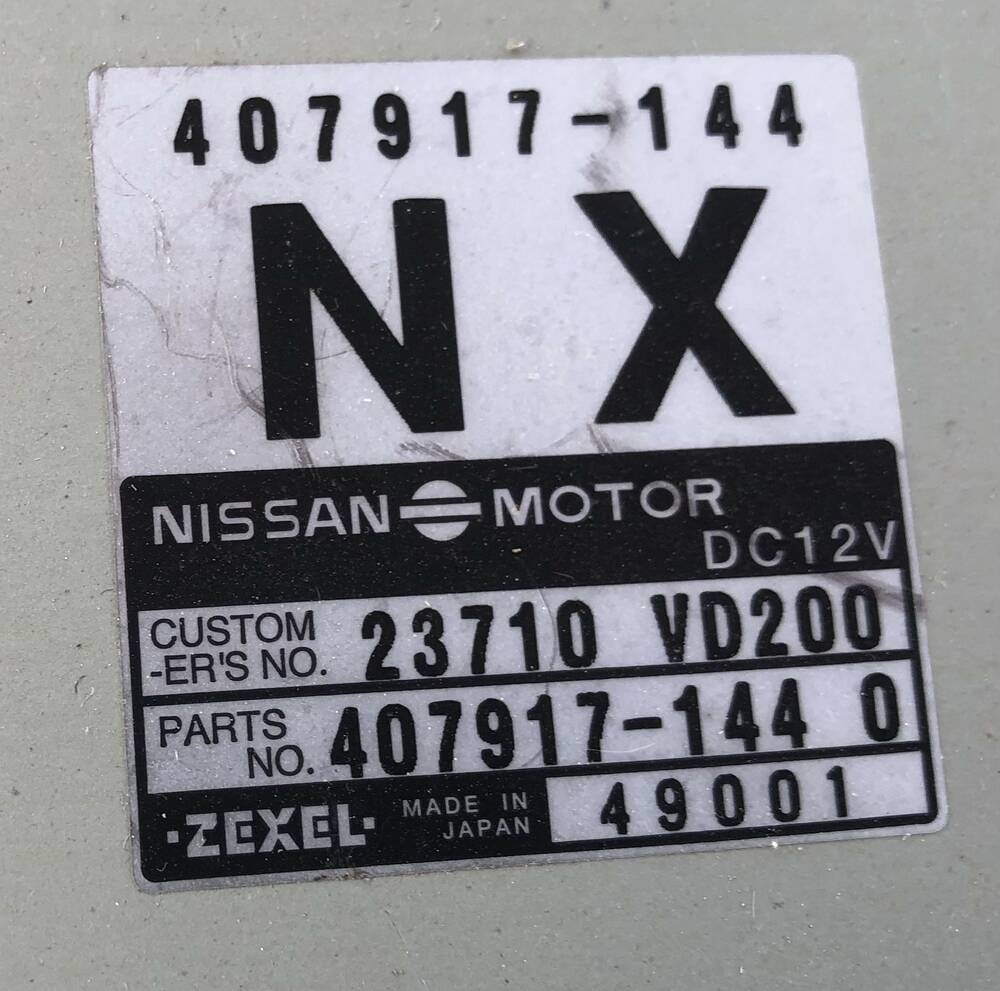 407917-144
NX
NISSAN MOTOR
DC12V
CUSTOM
-ER'S NO. 23710 VD200
PARTS
NO. 407917-144 0
·ZEXEL· MADE IN
JAPAN 49001